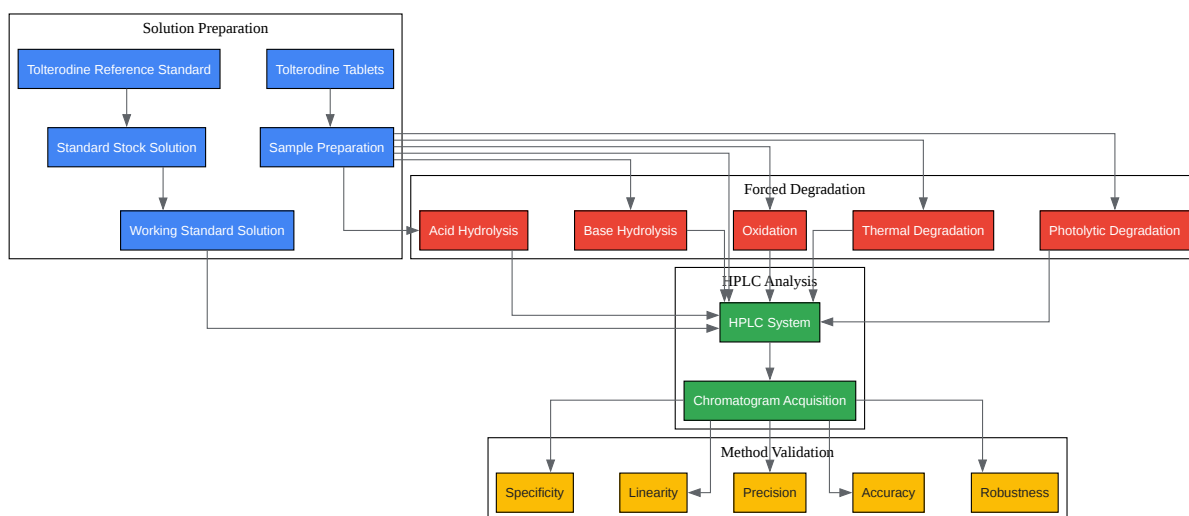 Solution Preparation
Tolterodine Reference Standard
Tolterodine Tablets
Standard Stock Solution
Sample Preparation
Working Standard Solution
Forced Degradation
Acid Hydrolysis
Base Hydrolysis
Oxidation
Thermal Degradation
Photolytic Degradation
HPLC Analysis
HPLC System
Chromatogram Acquisition
Method Validation
Specificity
Linearity
Precision
Accuracy
Robustness